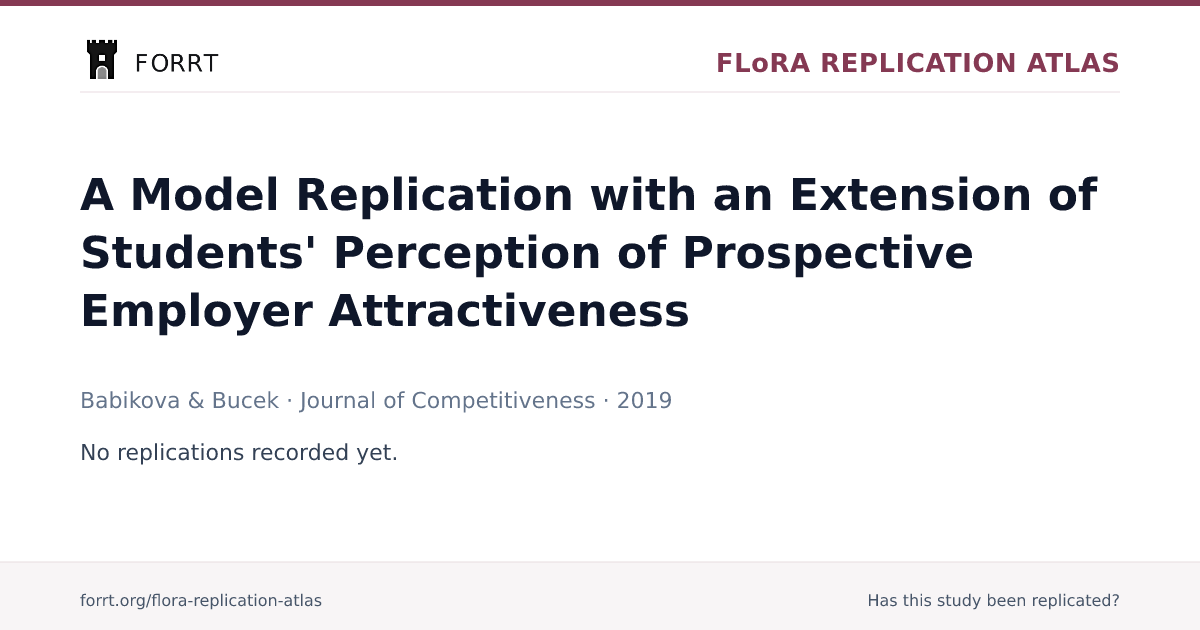 FORRT
FLoRA REPLICATION ATLAS
A Model Replication with an Extension of
Students' Perception of Prospective
Employer Attractiveness
Babikova & Bucek · Journal of Competitiveness · 2019
No replications recorded yet.
forrt.org/flora-replication-atlas
Has this study been replicated?